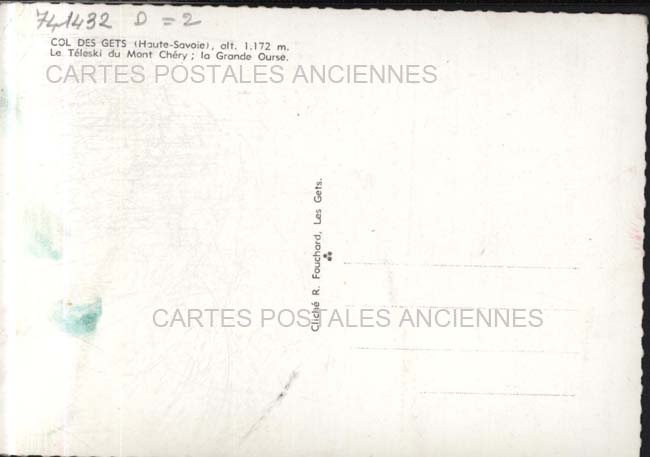 741432 D = 2
COL DES GETS (Haute-Savoie), alt. 1.172 m.
Le Téleski du Mont Chéry ; la Grande Ourse.
CARTES POSTALES ANCIENNES
Cliché R. Fouchard, Les Gets.
CARTES POSTALES ANCIENNES